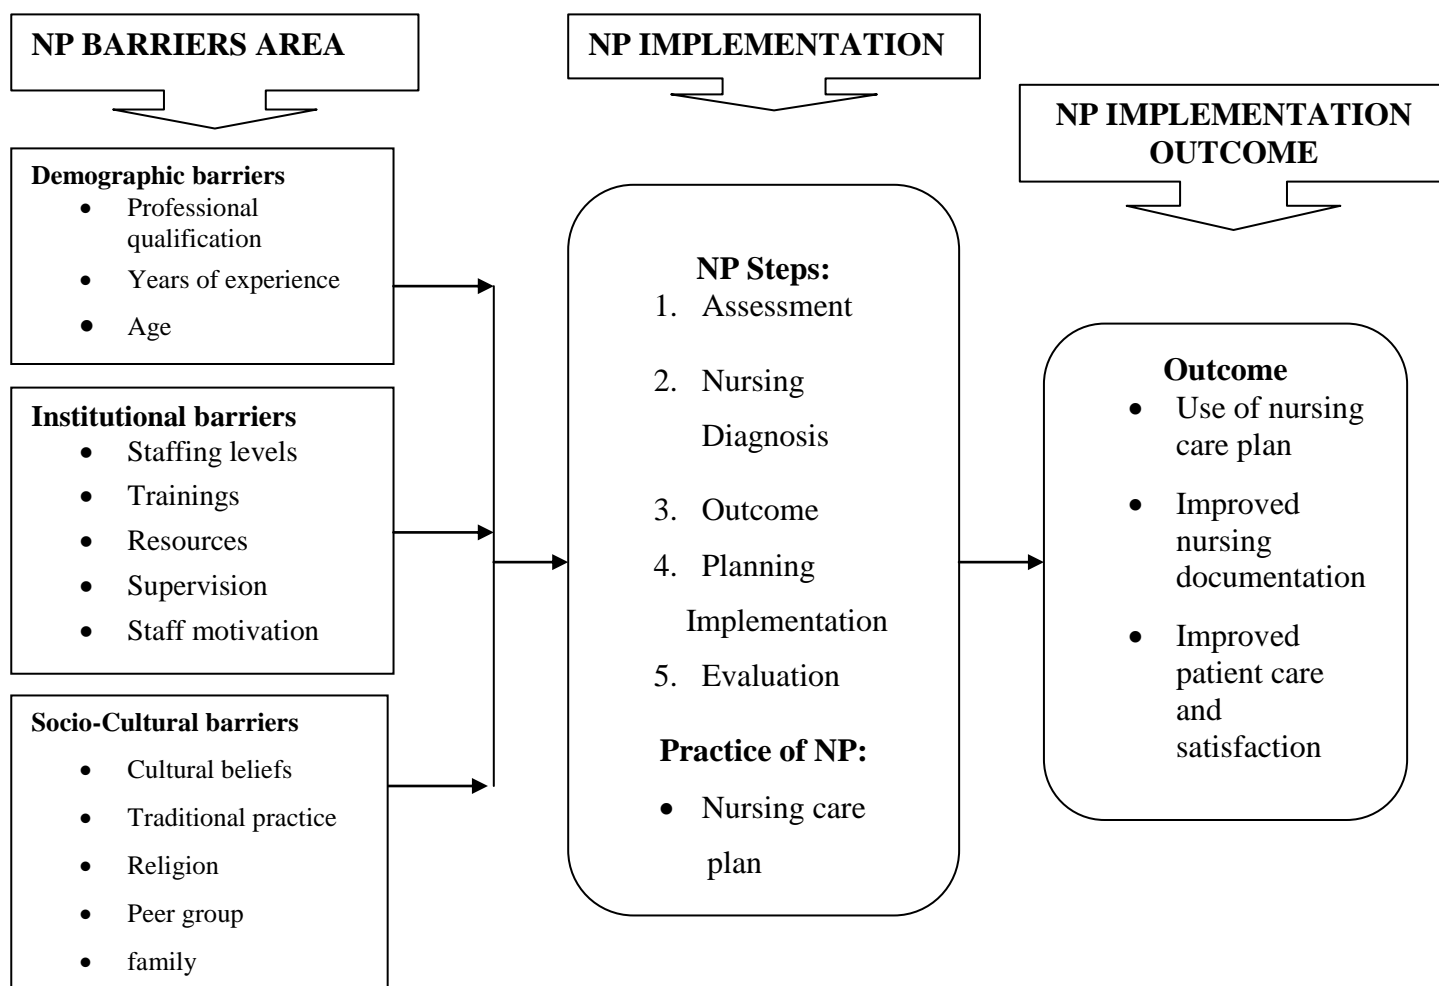 NP BARRIERS AREA
Demographic barriers
• Professional
qualification
• Years of experience
• Age
Institutional barriers
• Staffing levels
• Trainings
• Resources
• Supervision
• Staff motivation
Socio-Cultural barriers
• Cultural beliefs
• Traditional practice
• Religion
• Peer group
• family
NP IMPLEMENTATION
NP Steps:
1. Assessment
2. Nursing
Diagnosis
3. Outcome
4. Planning
Implementation
5. Evaluation
Practice of NP:
• Nursing care
plan
NP IMPLEMENTATION
OUTCOME
Outcome
• Use of nursing
care plan
• Improved
nursing
documentation
• Improved
patient care
and
satisfaction